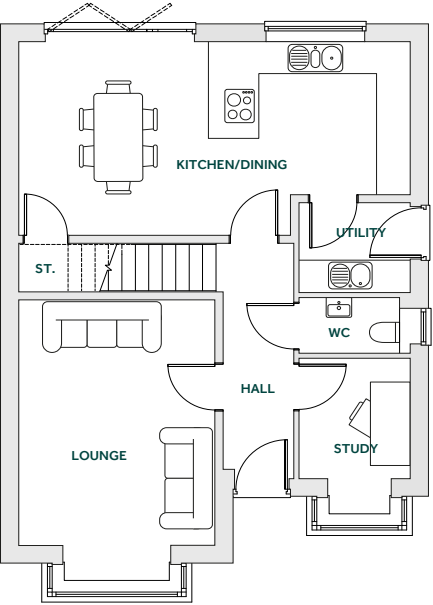 KITCHEN/DINING
UTILITY
ST.
WC
HALL
LOUNGE
STUDY